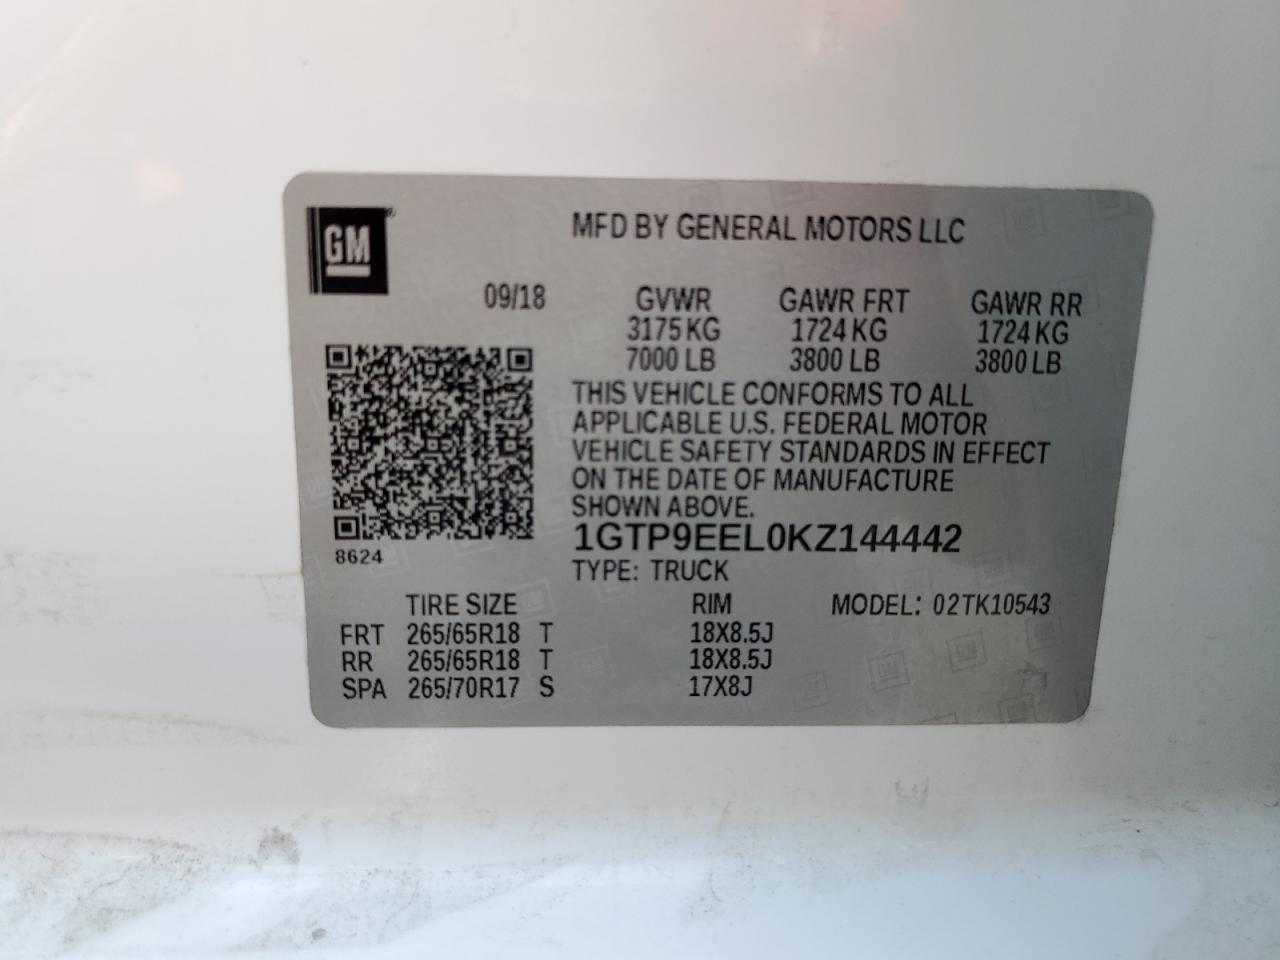 GM
MFD BY GENERAL MOTORS LLC
09/18 GVWR GAWR FRT GAWR RR
3175 KG 1724 KG 1724 KG
7000 LB 3800 LB 3800 LB
THIS VEHICLE CONFORMS TO ALL
APPLICABLE U.S. FEDERAL MOTOR
VEHICLE SAFETY STANDARDS IN EFFECT
ON THE DATE OF MANUFACTURE
SHOWN ABOVE.
1GTP9EEL0KZ144442
8624
TYPE: TRUCK
TIRE SIZE RIM MODEL: 02TK10543
FRT 265/65R18 T 18X8.5J
RR 265/65R18 T 18X8.5J
SPA 265/70R17 S 17X8J